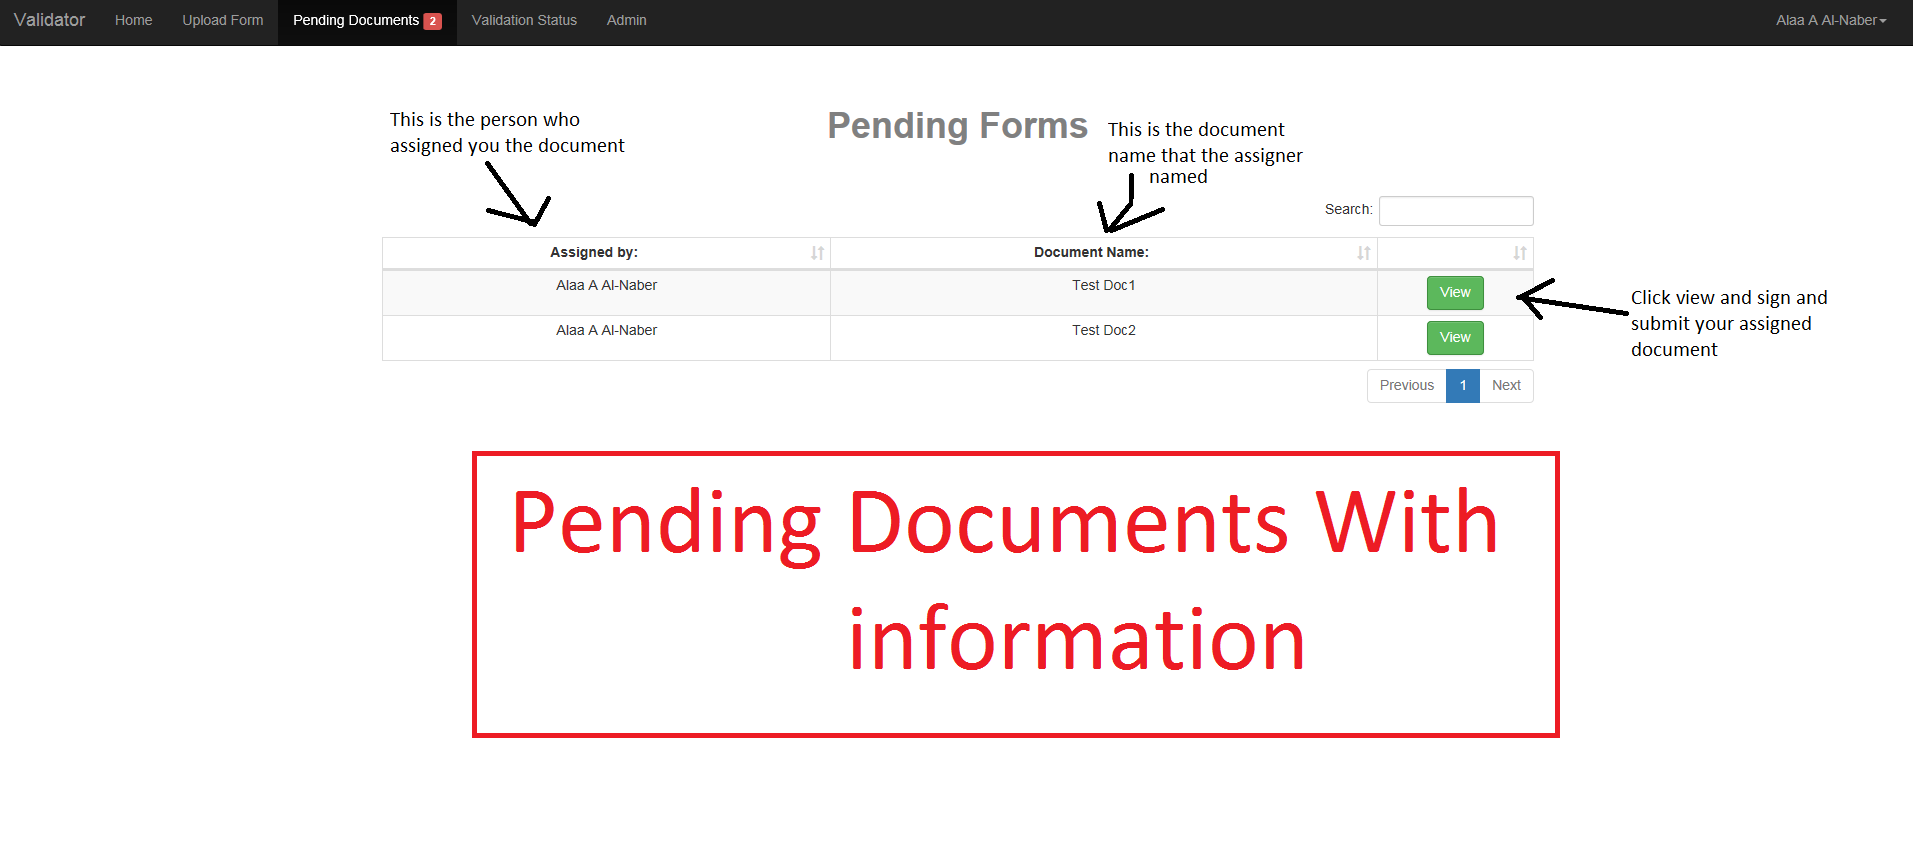 Validator Home Upload Form Pending Documents 2 Validation Status Admin Alaa A Al-Naber
This is the person who
assigned you the document
Pending Forms
This is the document
name that the assigner
named
Search:
Assigned by: Document Name:
Alaa A Al-Naber Test Doc1 View
Alaa A Al-Naber Test Doc2 View
Click view and sign and
submit your assigned
document
Previous 1 Next
Pending Documents With
information